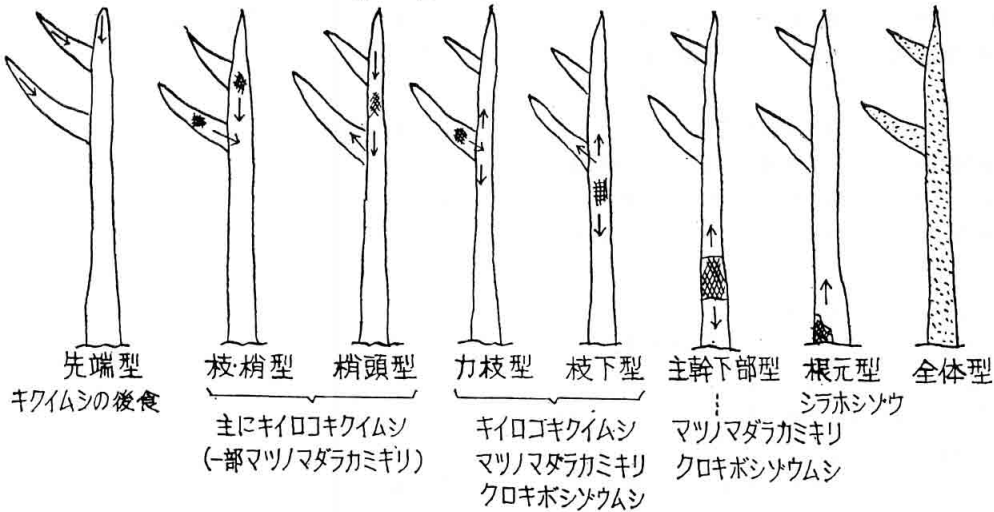 先端型 枝・梢型 梢頭型 力枝型 枝下型 主幹下部型 根元型 全体型
キクイムシの後食
主にキイロコキクイムシ
(一部マツノマダラカミキリ)
キイロゴキクイムシ
マツノマダラカミキリ
クロキボシゾウムシ
マツノマダラカミキリ
クロキボシゾウムシ
シラホシゾウ